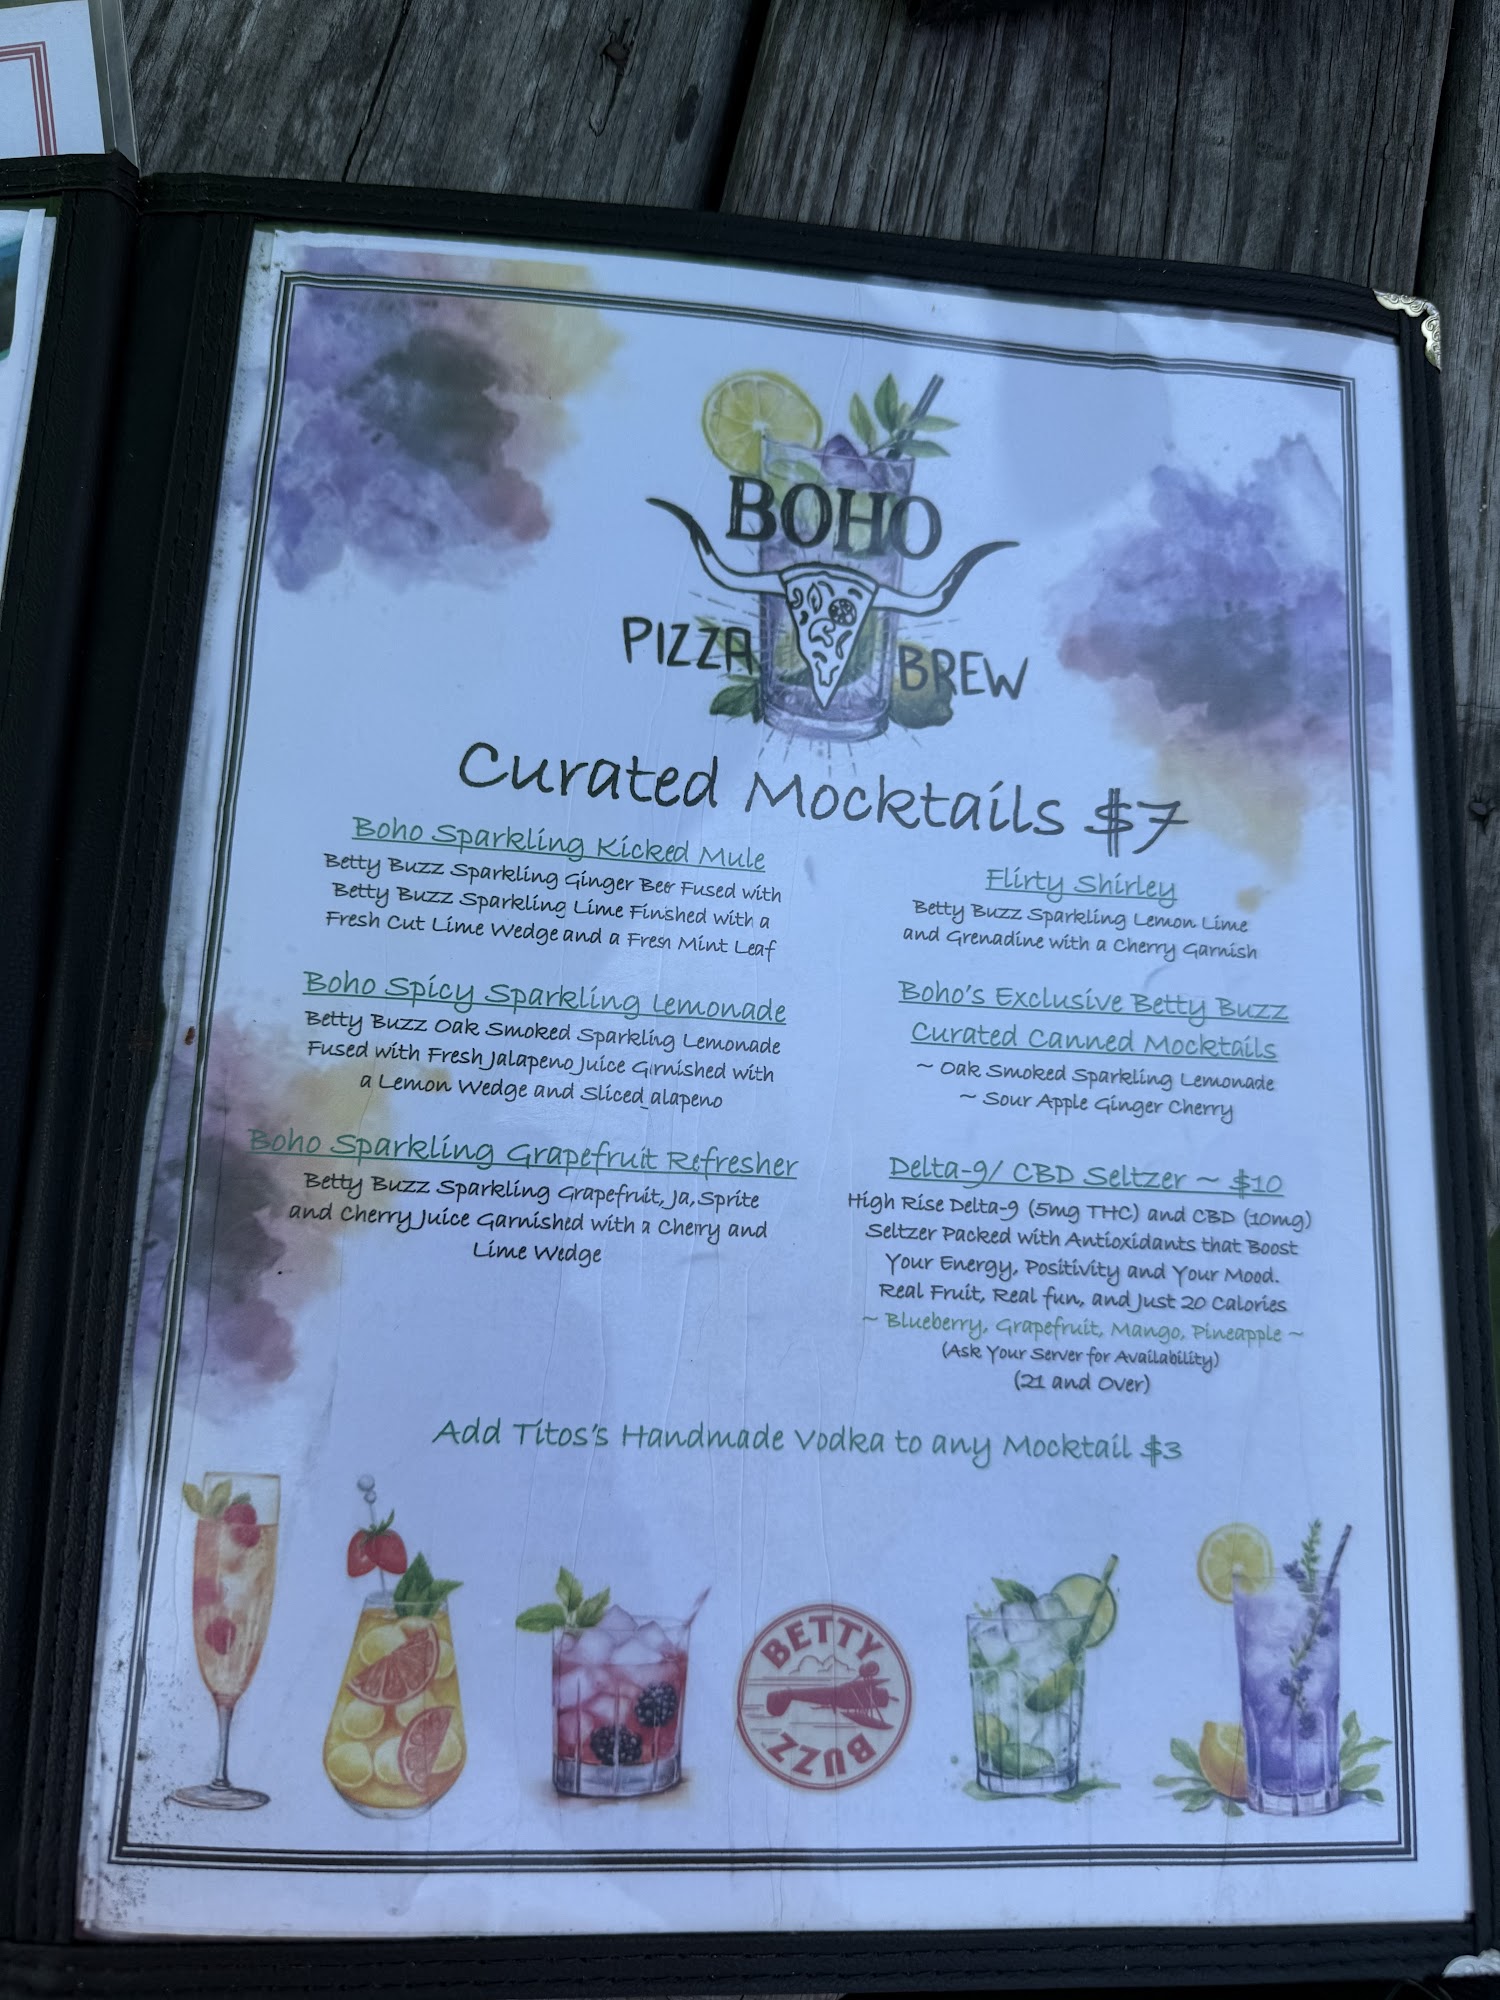 BOHO
PIZZA BREW
Curated Mocktails $7
Boho Sparkling Kicked Mule
Betty Buzz Sparkling Ginger Beer Fused with
Betty Buzz Sparkling Lime Finished with a
Fresh Cut Lime Wedge and a Fresh Mint Leaf
Boho Spicy Sparkling Lemonade
Betty Buzz Oak Smoked Sparkling Lemonade
Fused with Fresh Jalapeno Juice Garnished with
a Lemon Wedge and Sliced alapeno
Boho Sparkling Grapefruit Refresher
Betty Buzz Sparkling Grapefruit, Ja, Sprite
and Cherry Juice Garnished with a Cherry and
Lime Wedge
Flirty Shirley
Betty Buzz Sparkling Lemon Lime
and Grenadine with a Cherry Garnish
Boho's Exclusive Betty Buzz
Curated Canned Mocktails
~ Oak Smoked Sparkling Lemonade
~ Sour Apple Ginger Cherry
Delta-9/ CBD Seltzer ~ $10
High Rise Delta-9 (5mg THC) and CBD (10mg)
Seltzer Packed with Antioxidants that Boost
Your Energy, Positivity and Your Mood.
Real Fruit, Real fun, and Just 20 Calories
~ Blueberry, Grapefruit, Mango, Pineapple ~
(Ask Your Server for Availability)
(21 and Over)
Add Titos's Handmade Vodka to any Mocktail $3
BETTY
BUZZ